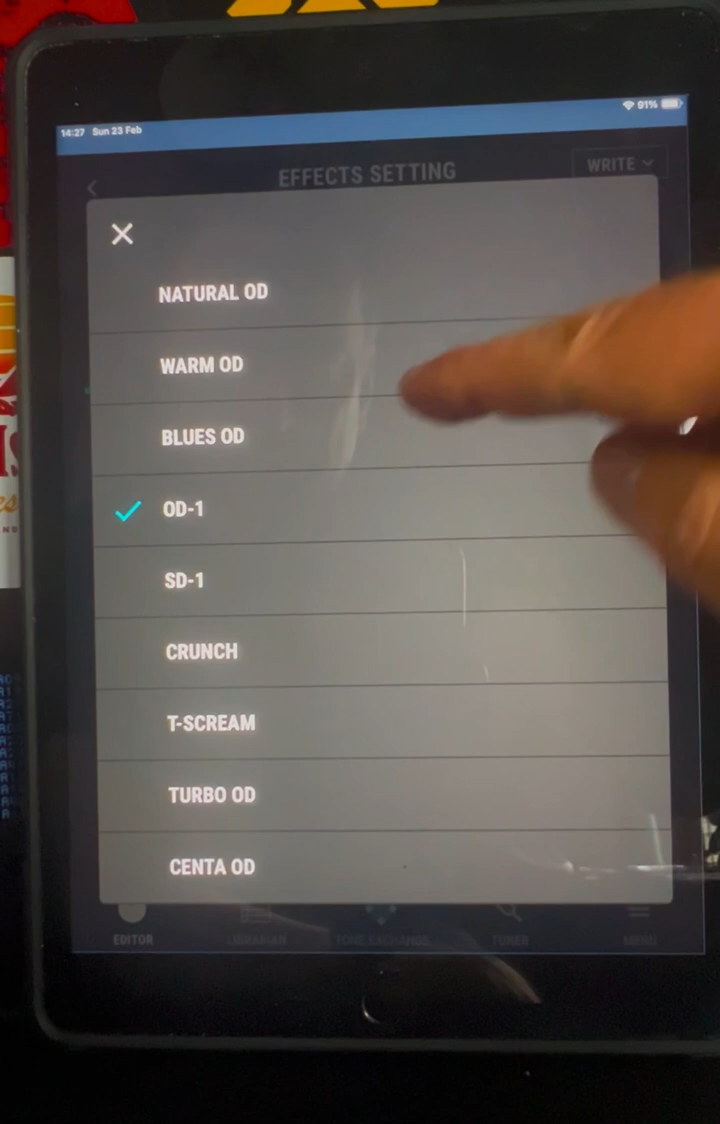 14:27 Sun 23 Feb
91%
EFFECTS SETTING
WRITE
NATURAL OD
WARM OD
BLUES OD
OD-1
SD-1
CRUNCH
T-SCREAM
TURBO OD
CENTA OD
EDITOR
LIBRARIAN
TONE EXCHANGE
TUNER
MENU